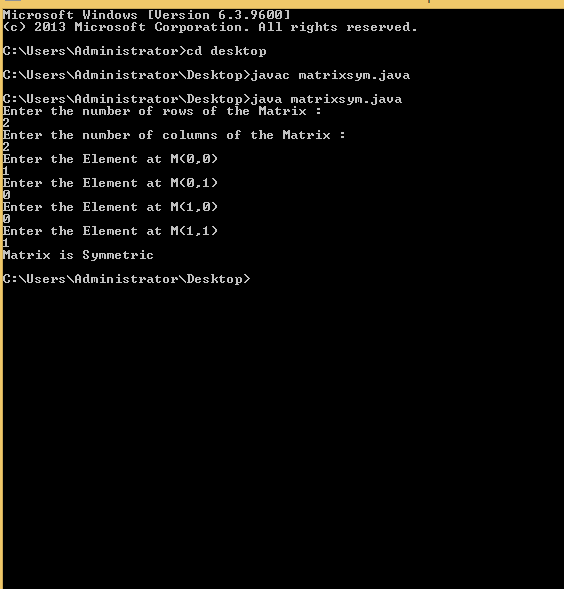 Microsoft Windows [Version 6.3.9600]
(c) 2013 Microsoft Corporation. All rights reserved.
C:\Users\Administrator>cd desktop
C:\Users\Administrator\Desktop>javac matrixsym.java
C:\Users\Administrator\Desktop>java matrixsym.java
Enter the number of rows of the Matrix :
2
Enter the number of columns of the Matrix :
2
Enter the Element at M(0,0)
1
Enter the Element at M(0,1)
0
Enter the Element at M(1,0)
0
Enter the Element at M(1,1)
1
Matrix is Symmetric
C:\Users\Administrator\Desktop>